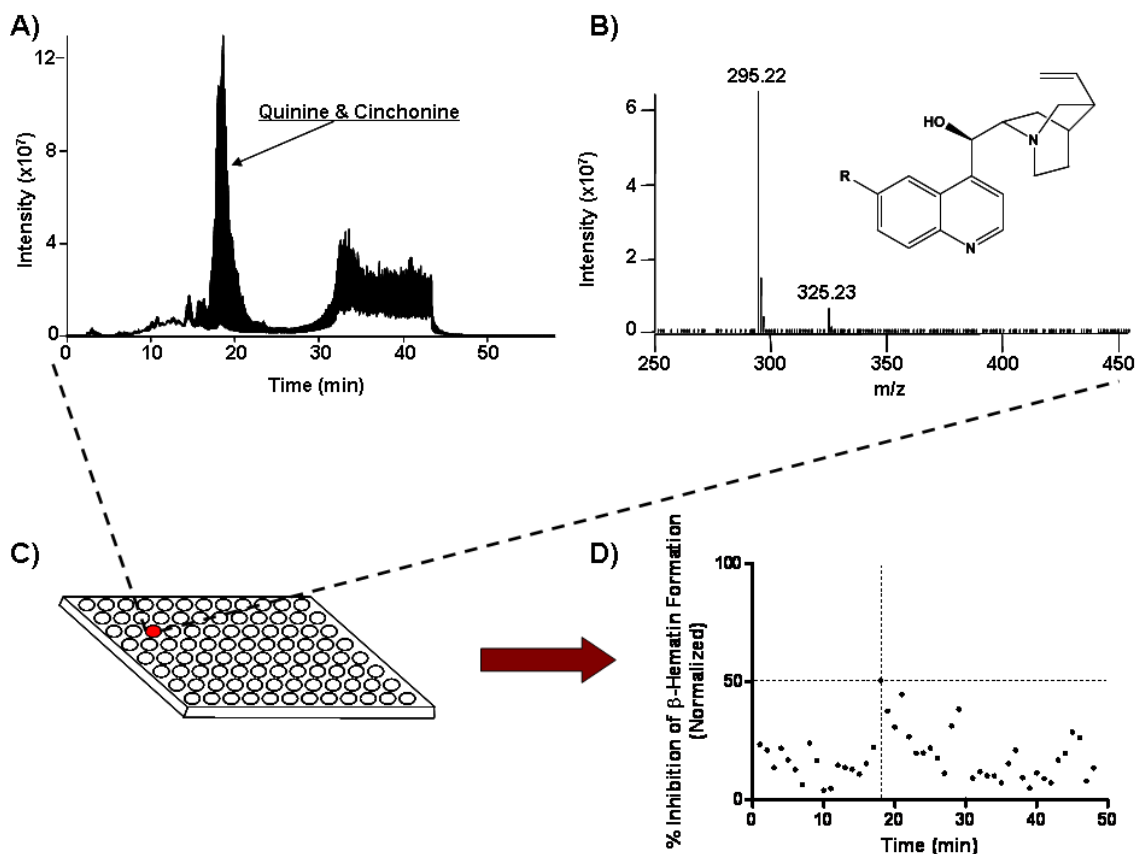 A)
12
8
4
0
Intensity (x10⁷)
Quinine & Cinchonine
0 10 20 30 40 50
Time (min)
B)
6
4
2
0
Intensity (x10⁷)
295.22
325.23
HO
N
R
N
250 300 350 400 450
m/z
C)
D)
% Inhibition of β-Hematin Formation
(Normalized)
100
50
0
0 10 20 30 40 50
Time (min)